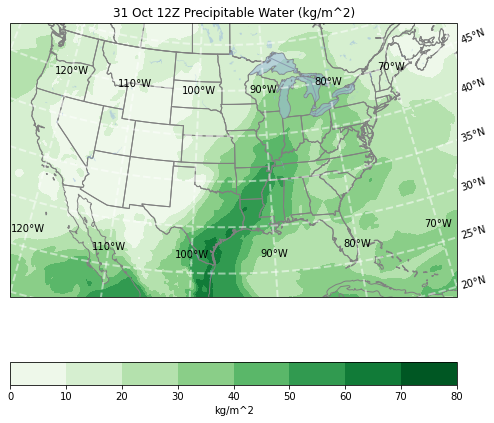 31 Oct 12Z Precipitable Water (kg/m^2)
45°N
120°W 110°W 100°W 90°W 80°W 70°W
40°N
35°N
30°N
120°W 110°W 100°W 90°W 80°W 70°W 25°N
20°N
0 10 20 30 40 50 60 70 80
kg/m^2